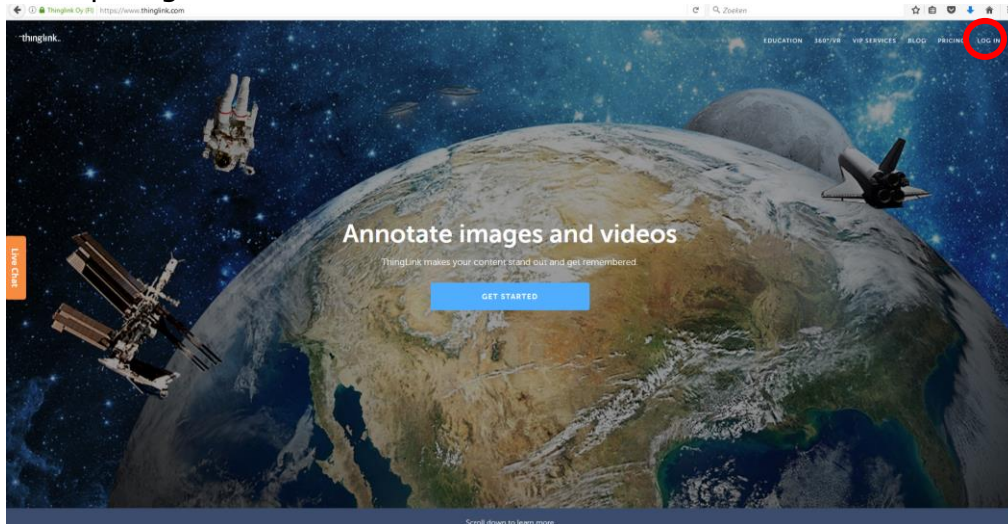 Thinglink Oy (FI) https://www.thinglink.com
Zoeken
thinglink.
EDUCATION 360°/VR VIP SERVICES BLOG PRICING LOG IN
Annotate images and videos
ThingLink makes your content stand out and get remembered.
GET STARTED
Live Chat
Scroll down to learn more